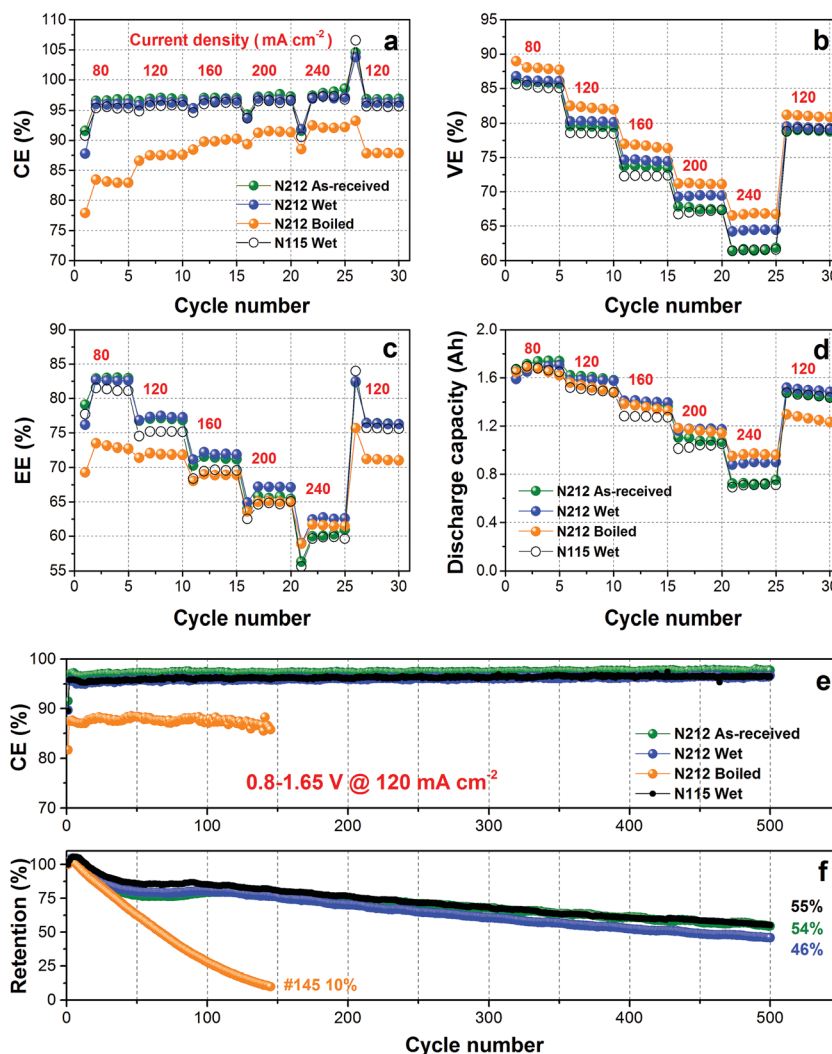 a
Current density (mA cm-2)
80 120 160 200 240 120
CE (%)
110
105
100
95
90
85
80
75
70
N212 As-received
N212 Wet
N212 Boiled
N115 Wet
0 5 10 15 20 25 30
Cycle number
b
80
120
160
200
240
120
VE (%)
95
90
85
80
75
70
65
60
0 5 10 15 20 25 30
Cycle number
c
80
120
160
200
240
120
EE (%)
90
85
80
75
70
65
60
55
0 5 10 15 20 25 30
Cycle number
d
80
120
160
200
240
120
Discharge capacity (Ah)
2.0
1.6
1.2
0.8
0.4
0.0
N212 As-received
N212 Wet
N212 Boiled
N115 Wet
0 5 10 15 20 25 30
Cycle number
e
CE (%)
100
90
80
70
N212 As-received
N212 Wet
N212 Boiled
N115 Wet
0.8-1.65 V @ 120 mA cm-2
0 100 200 300 400 500
f
Retention (%)
100
75
50
25
0
55%
54%
46%
#145 10%
0 100 200 300 400 500
Cycle number